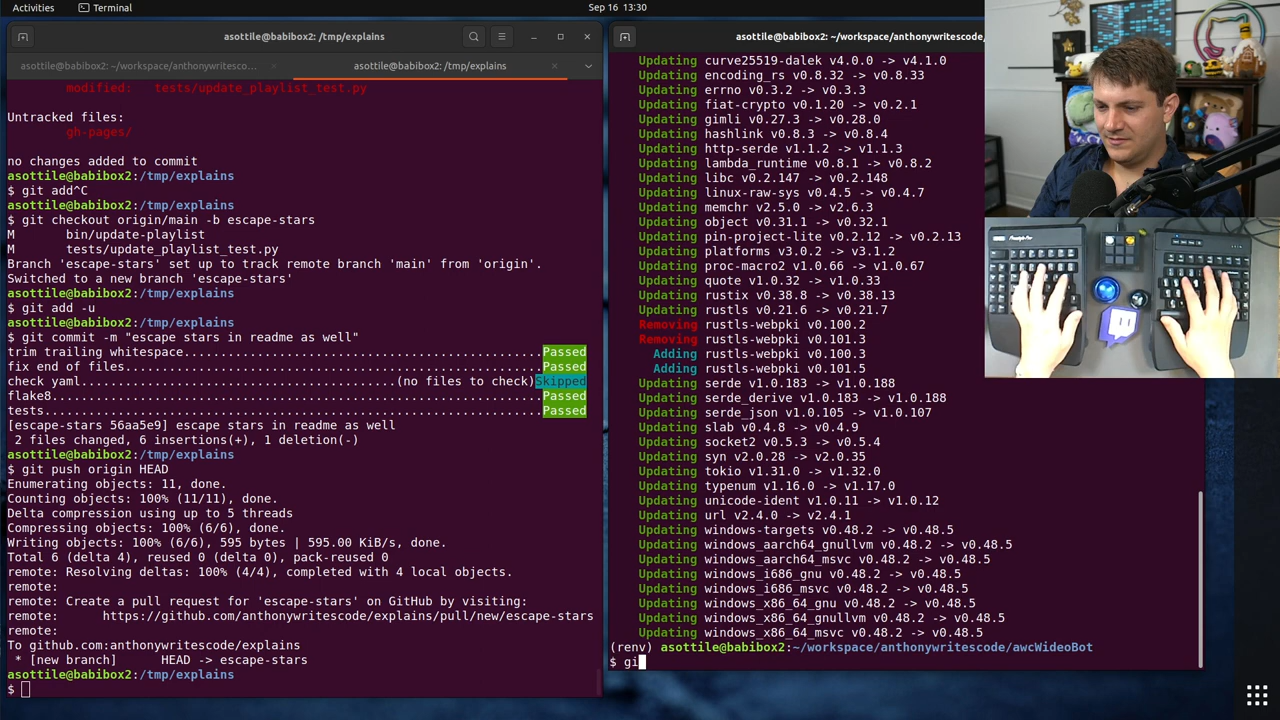 Activities
Terminal
Sep 16 13:30
asottile@babibox2: /tmp/explains
asottile@babibox2: ~/workspace/anthonywritesco…
asottile@babibox2: /tmp/explains
modified: tests/update_playlist_test.py
Untracked files:
gh-pages/
no changes added to commit
asottile@babibox2:/tmp/explains
$ git add^C
asottile@babibox2:/tmp/explains
$ git checkout origin/main -b escape-stars
M bin/update-playlist
M tests/update_playlist_test.py
Branch 'escape-stars' set up to track remote branch 'main' from 'origin'.
Switched to a new branch 'escape-stars'
asottile@babibox2:/tmp/explains
$ git add -u
asottile@babibox2:/tmp/explains
$ git commit -m "escape stars in readme as well"
trim trailing whitespace.................................................Passed
fix end of files.........................................................Passed
check yaml...........................................(no files to check)Skipped
flake8...................................................................Passed
tests....................................................................Passed
[escape-stars 56aa5e9] escape stars in readme as well
2 files changed, 6 insertions(+), 1 deletion(-)
asottile@babibox2:/tmp/explains
$ git push origin HEAD
Enumerating objects: 11, done.
Counting objects: 100% (11/11), done.
Delta compression using up to 5 threads
Compressing objects: 100% (6/6), done.
Writing objects: 100% (6/6), 595 bytes | 595.00 KiB/s, done.
Total 6 (delta 4), reused 0 (delta 0), pack-reused 0
remote: Resolving deltas: 100% (4/4), completed with 4 local objects.
remote:
remote: Create a pull request for 'escape-stars' on GitHub by visiting:
remote: https://github.com/anthonywritescode/explains/pull/new/escape-stars
remote:
To github.com:anthonywritescode/explains
* [new branch] HEAD -> escape-stars
asottile@babibox2:/tmp/explains
$
asottile@babibox2: ~/workspace/anthonywritescode/
Updating curve25519-dalek v4.0.0 -> v4.1.0
Updating encoding_rs v0.8.32 -> v0.8.33
Updating errno v0.3.2 -> v0.3.3
Updating fiat-crypto v0.1.20 -> v0.2.1
Updating gimli v0.27.3 -> v0.28.0
Updating hashlink v0.8.3 -> v0.8.4
Updating http-serde v1.1.2 -> v1.1.3
Updating lambda_runtime v0.8.1 -> v0.8.2
Updating libc v0.2.147 -> v0.2.148
Updating linux-raw-sys v0.4.5 -> v0.4.7
Updating memchr v2.5.0 -> v2.6.3
Updating object v0.31.1 -> v0.32.1
Updating pin-project-lite v0.2.12 -> v0.2.13
Updating platforms v3.0.2 -> v3.1.2
Updating proc-macro2 v1.0.66 -> v1.0.67
Updating quote v1.0.32 -> v1.0.33
Updating rustix v0.38.8 -> v0.38.13
Updating rustls v0.21.6 -> v0.21.7
Removing rustls-webpki v0.100.2
Removing rustls-webpki v0.101.3
Adding rustls-webpki v0.100.3
Adding rustls-webpki v0.101.5
Updating serde v1.0.183 -> v1.0.188
Updating serde_derive v1.0.183 -> v1.0.188
Updating serde_json v1.0.105 -> v1.0.107
Updating slab v0.4.8 -> v0.4.9
Updating socket2 v0.5.3 -> v0.5.4
Updating syn v2.0.28 -> v2.0.35
Updating tokio v1.31.0 -> v1.32.0
Updating typenum v1.16.0 -> v1.17.0
Updating unicode-ident v1.0.11 -> v1.0.12
Updating url v2.4.0 -> v2.4.1
Updating windows-targets v0.48.2 -> v0.48.5
Updating windows_aarch64_gnullvm v0.48.2 -> v0.48.5
Updating windows_aarch64_msvc v0.48.2 -> v0.48.5
Updating windows_i686_gnu v0.48.2 -> v0.48.5
Updating windows_i686_msvc v0.48.2 -> v0.48.5
Updating windows_x86_64_gnu v0.48.2 -> v0.48.5
Updating windows_x86_64_gnullvm v0.48.2 -> v0.48.5
Updating windows_x86_64_msvc v0.48.2 -> v0.48.5
(renv) asottile@babibox2:~/workspace/anthonywritescode/awcWideoBot
$ gi